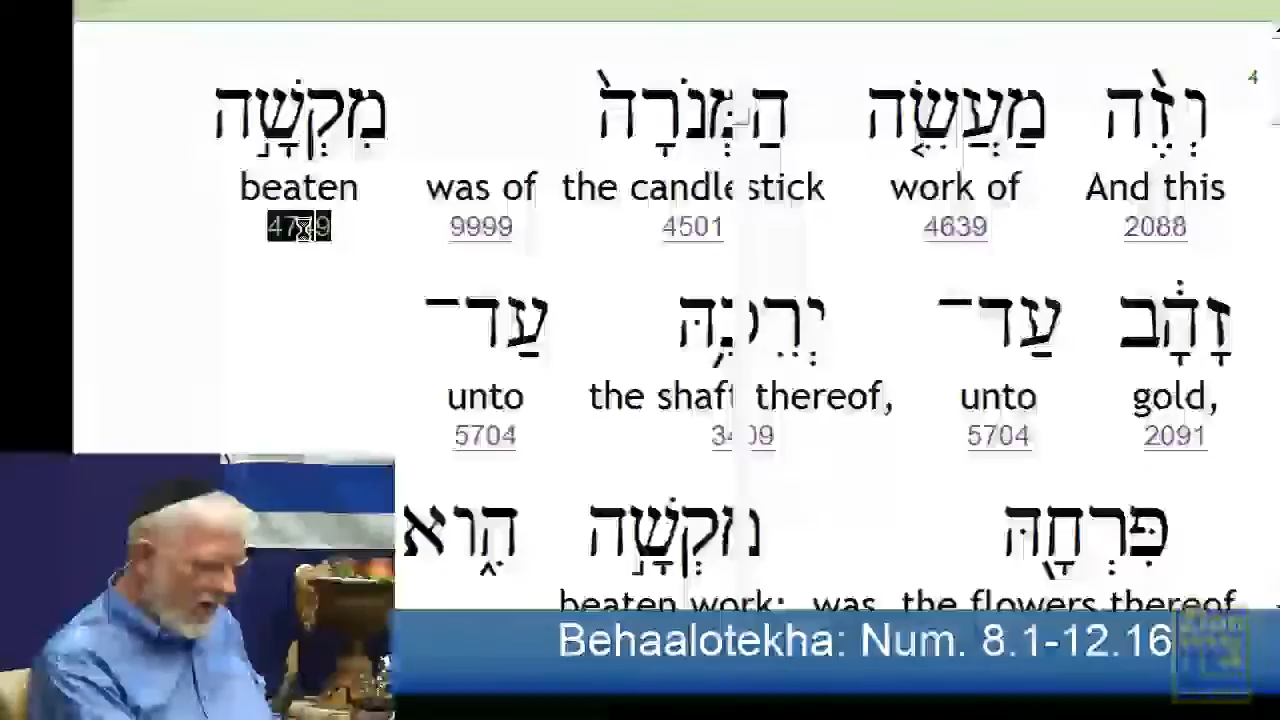 4
וְזֶ֨ה מַעֲשֵׂ֤ה הַמְּנֹרָה֙ מִקְשָׁ֣ה
And this work of the candlestick was of beaten
2088 4639 4501 9999
זָהָ֔ב עַד־ יְרֵכָ֥הּ עַד־
gold, unto the shaft thereof, unto
2091 5704 3409 5704
פִּרְחָ֖הּ מִקְשָׁ֣ה הִ֑וא
the flowers thereof was beaten work:
Behaalotekha: Num. 8.1-12.16